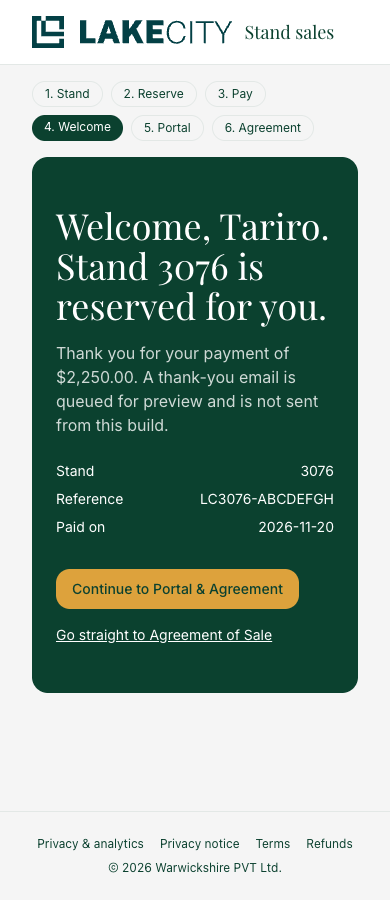 LAKECITY Stand sales
1. Stand 2. Reserve 3. Pay
4. Welcome 5. Portal 6. Agreement
Welcome, Tariro.
Stand 3076 is
reserved for you.
Thank you for your payment of
$2,250.00. A thank-you email is
queued for preview and is not sent
from this build.
Stand 3076
Reference LC3076-ABCDEFGH
Paid on 2026-11-20
Continue to Portal & Agreement
Go straight to Agreement of Sale
Privacy & analytics Privacy notice Terms Refunds
© 2026 Warwickshire PVT Ltd.